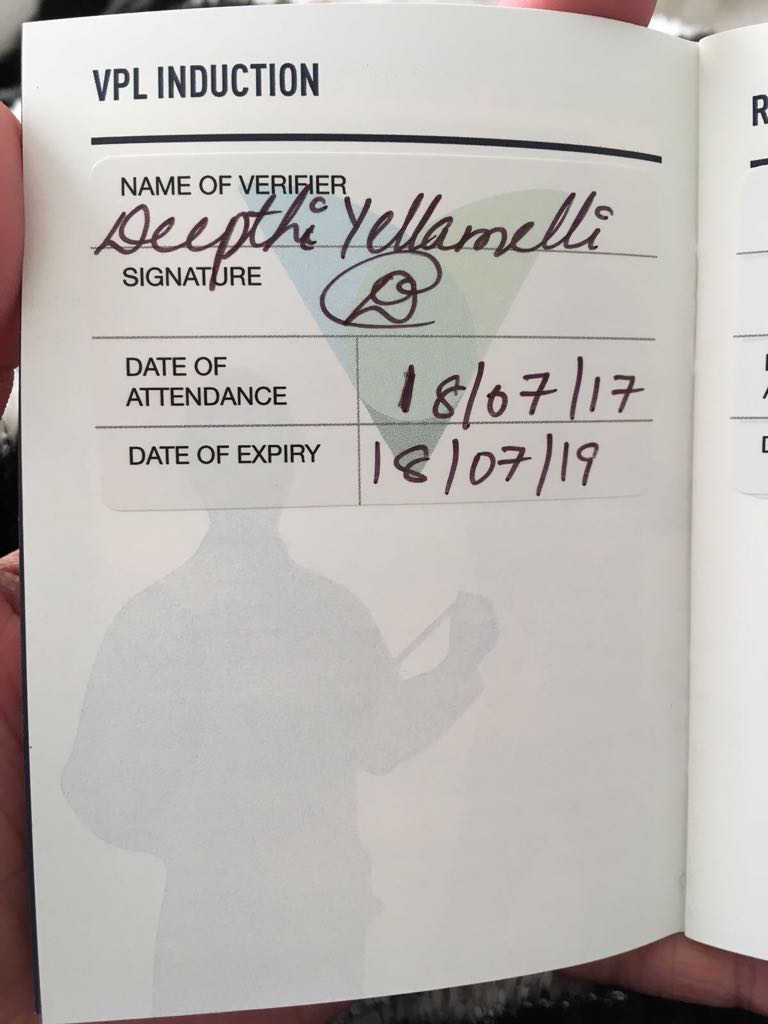 VPL INDUCTION
NAME OF VERIFIER
Deepthi Yellamelli
SIGNATURE
DATE OF
ATTENDANCE
18/07/17
DATE OF EXPIRY
18/07/19
R